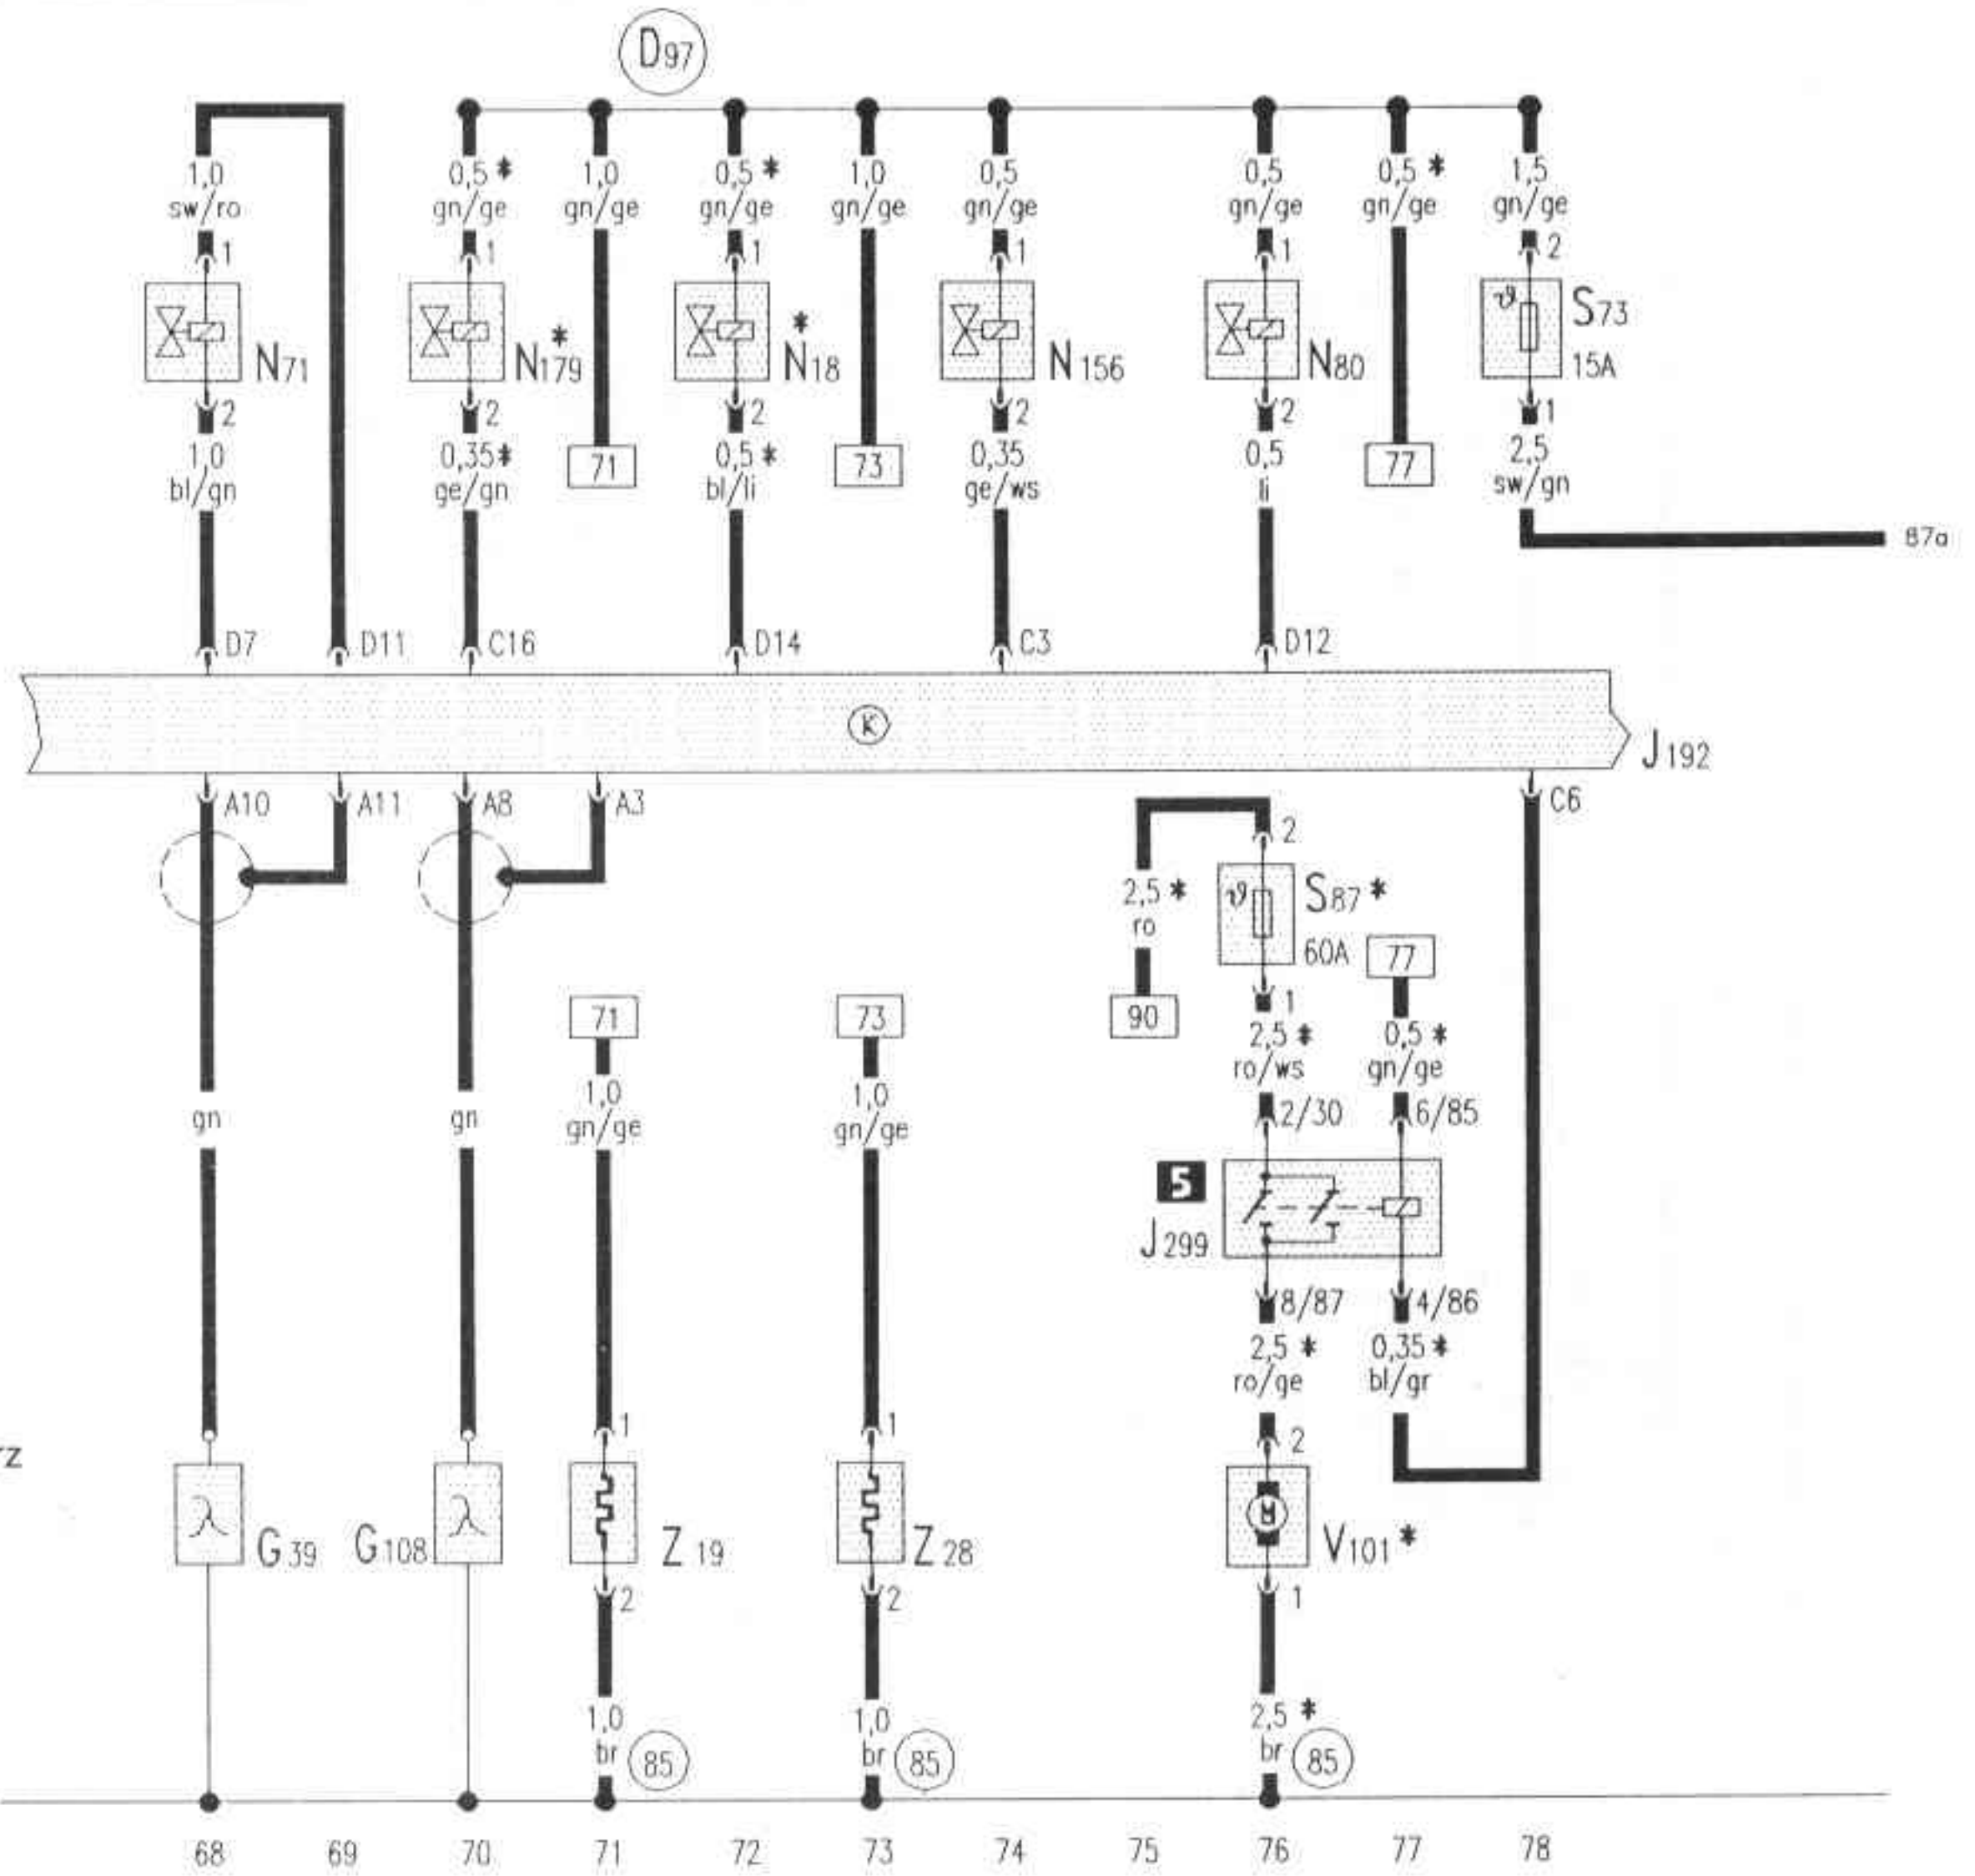 D97
1,0 0,5* 1,0 0,5* 1,0 0,5 0,5 0,5* 1,5
sw/ro gn/ge gn/ge gn/ge gn/ge gn/ge gn/ge gn/ge gn/ge
1 1 1 1 1 2
N71 N179* N18* N156 N80 S73
15A
2 2 2 2 2 1
1,0 0,35* 71 0,5* 73 0,35 0,5 77 2,5
bl/gn ge/gn bl/li ge/ws li sw/gn
87a
D7 D11 C16 D14 C3 D12
K
J192
A10 A11 A8 A3 C6
2
2,5* S87*
ro 60A 77
71 73 90 1
2,5* 0,5*
ro/ws gn/ge
1,0 1,0
gn gn gn/ge gn/ge 2/30 6/85
5
J299
8/87 4/86
2,5* 0,35*
ro/ge bl/gr
1 1 2
rz
λ λ
G39 G108 Z19 Z28 V101*
2 2 1
1,0 1,0 2,5*
br 85 br 85 br 85
68 69 70 71 72 73 74 75 76 77 78